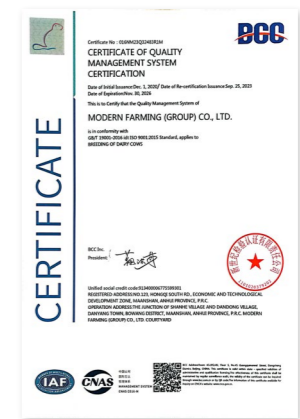 BCC
Certificate No : 016NM23Q32483R1M
CERTIFICATE OF QUALITY
MANAGEMENT SYSTEM
CERTIFICATION
Date of Initial Issuance:Dec. 1, 2020/ Date of Re-certification Issuance:Sep. 25, 2023
Date of Expiration:Nov. 30, 2026
This is to Certify that the Quality Management System of
MODERN FARMING (GROUP) CO., LTD.
is in conformity with
GB/T 19001-2016 idt ISO 9001:2015 Standard, applies to
BREEDING OF DAIRY COWS
CERTIFICATE
BCC Inc.
President:
Unified social credit code:
REGISTERED ADDRESS:NO.123, HONGQI SOUTH RD., ECONOMIC AND TECHNOLOGICAL
DEVELOPMENT ZONE, MAANSHAN, ANHUI PROVINCE, P.R.C.
OPERATION ADDRESS:THE JUNCTION OF SHANHE VILLAGE AND DANDONG VILLAGE,
DANYANG TOWN, BOWANG DISTRICT, MAANSHAN, ANHUI PROVINCE, P.R.C. MODERN
FARMING (GROUP) CO., LTD. COURTYARD
IAF
CNAS
MANAGEMENT SYSTEM